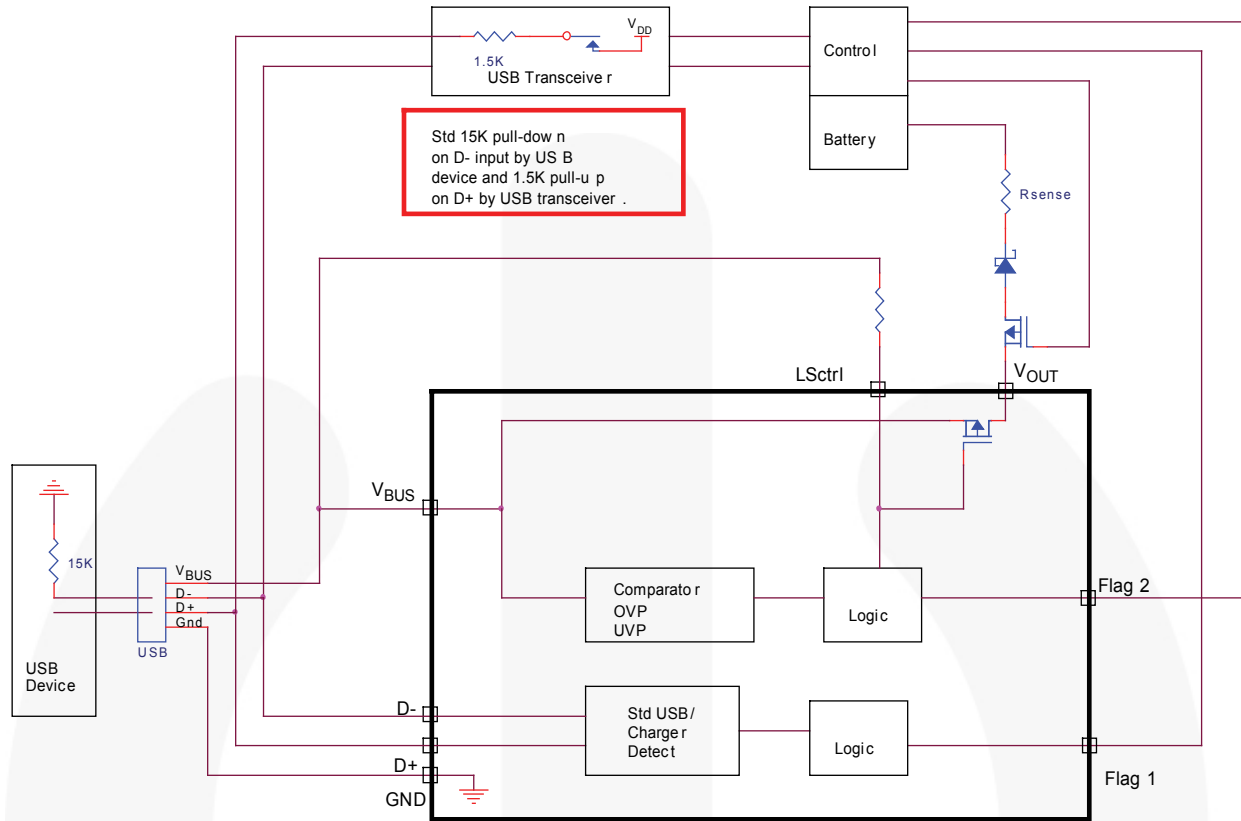 VDD
1.5K
USB Transceive r
Control
Battery
Std 15K pull-dow n
on D- input by US B
device and 1.5K pull-u p
on D+ by USB transceiver .
Rsense
LSctrl
VOUT
VBUS
15K
VBUS
D-
D+
Gnd
USB
USB
Device
Comparato r
OVP
UVP
Logic
Flag 2
D-
Std USB/
Charge r
Detect
Logic
D+
GND
Flag 1